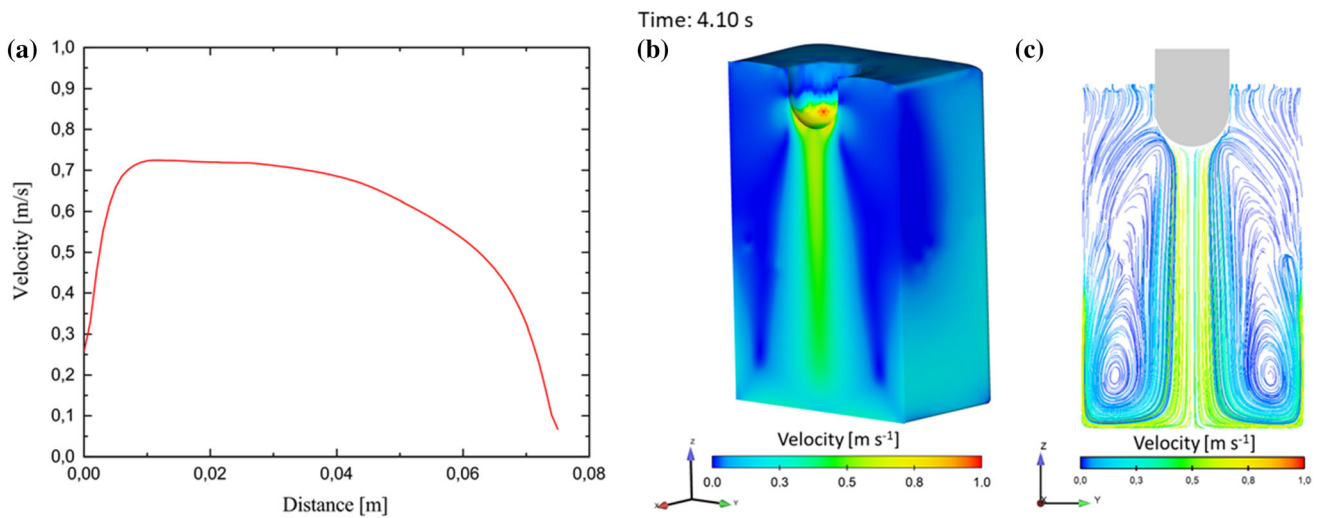 Time: 4.10 s
(a)
1,0
0,9
0,8
0,7
0,6
0,5
0,4
0,3
0,2
0,1
0,0
Velocity [m/s]
0,00
0,02
0,04
0,06
0,08
Distance [m]
(b)
Velocity [m s⁻¹]
0.0
0.3
0.5
0.8
1.0
Z
X
Y
(c)
Velocity [m s⁻¹]
0,0
0,3
0,5
0,8
1,0
Z
X
Y